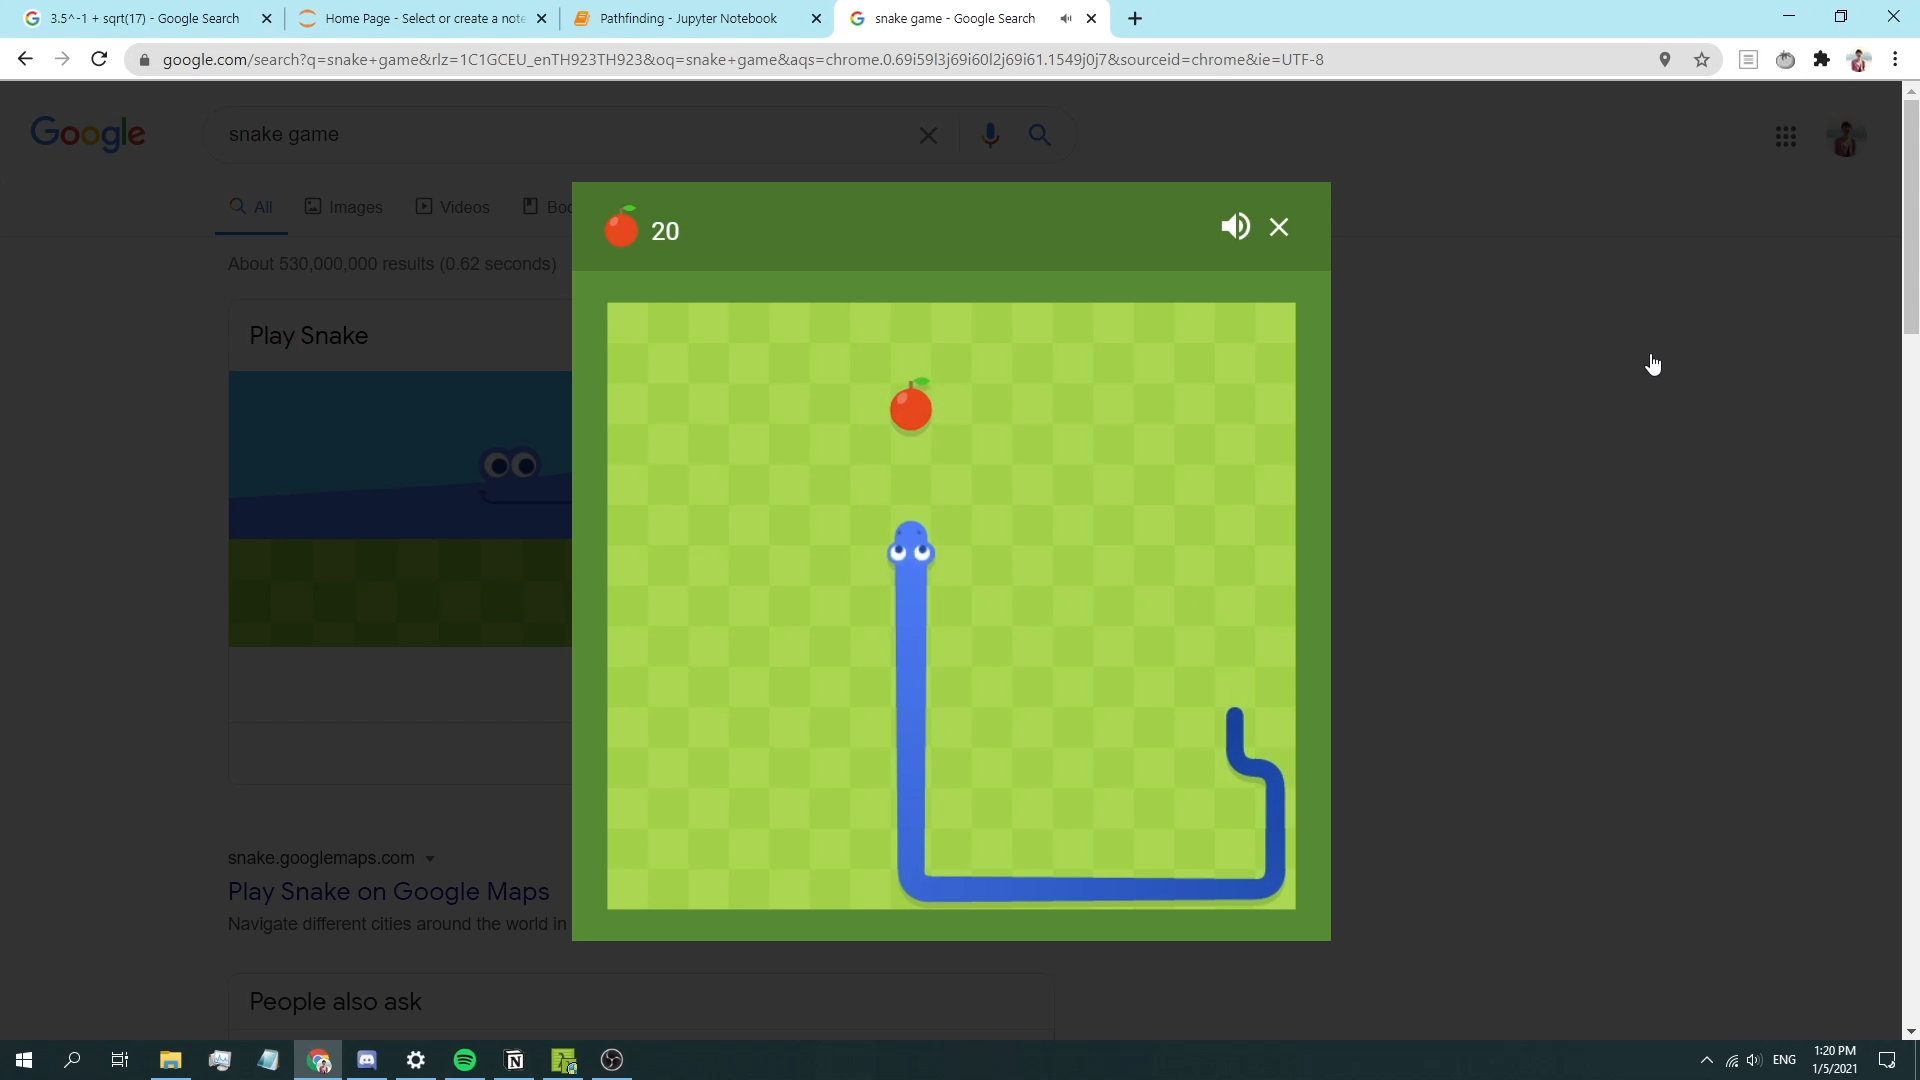 3.5^-1 + sqrt(17) - Google Search
Home Page - Select or create a note
Pathfinding - Jupyter Notebook
snake game - Google Search
google.com/search?q=snake+game&rlz=1C1GCEU_enTH923TH923&oq=snake+game&aqs=chrome.0.69i59l3j69i60l2j69i61.1549j0j7&sourceid=chrome&ie=UTF-8
Google
snake game
All
Images
Videos
Boo
About 530,000,000 results (0.62 seconds)
20
Play Snake
snake.googlemaps.com
Play Snake on Google Maps
Navigate different cities around the world in
People also ask
ENG
1:20 PM
1/5/2021